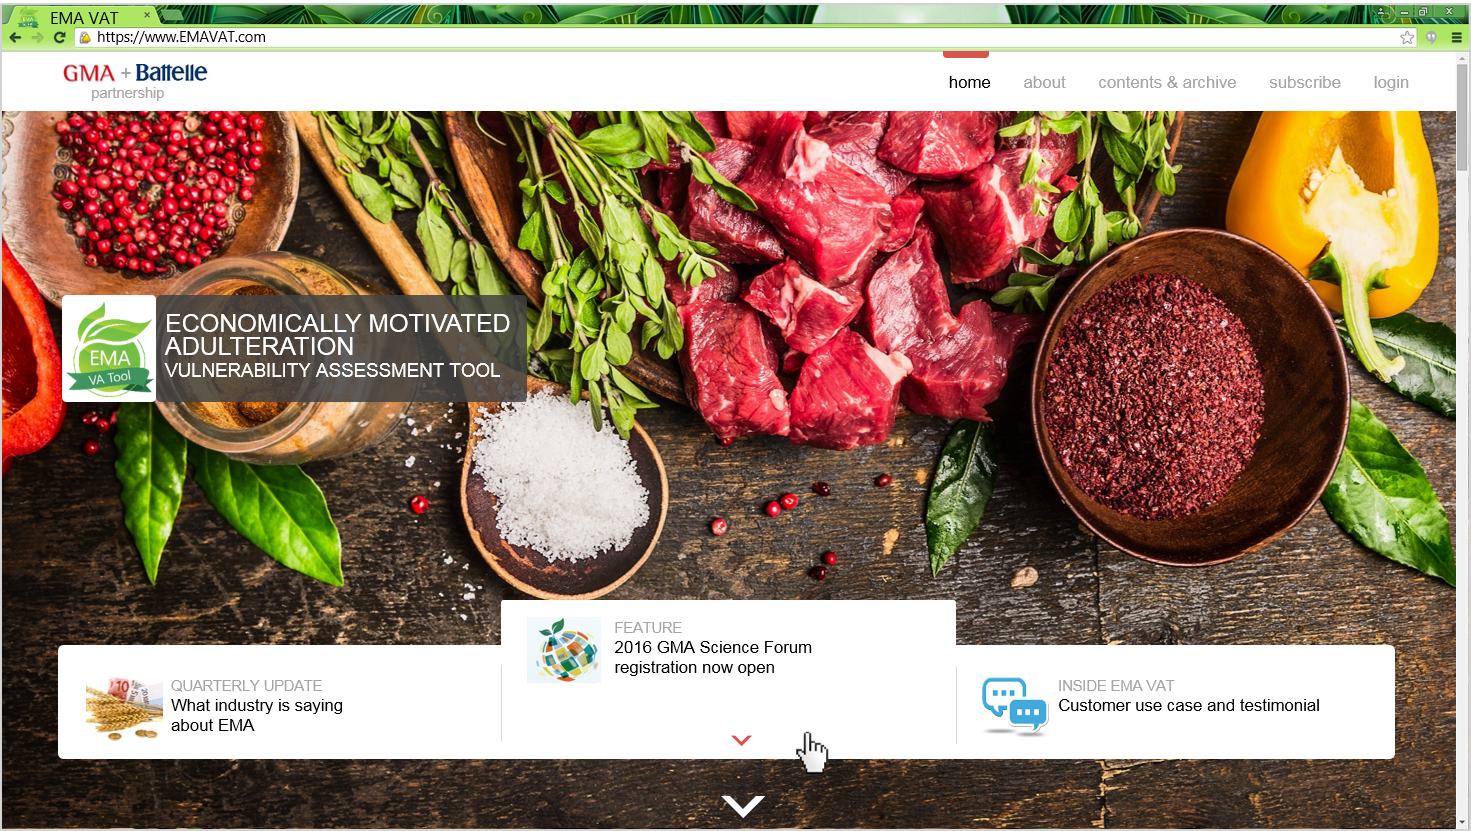 EMA VAT
https://www.EMAVAT.com
GMA + Battelle
partnership
home about contents & archive subscribe login
EMA
VA Tool
ECONOMICALLY MOTIVATED
ADULTERATION
VULNERABILITY ASSESSMENT TOOL
FEATURE
2016 GMA Science Forum
registration now open
QUARTERLY UPDATE
What industry is saying
about EMA
INSIDE EMA VAT
Customer use case and testimonial